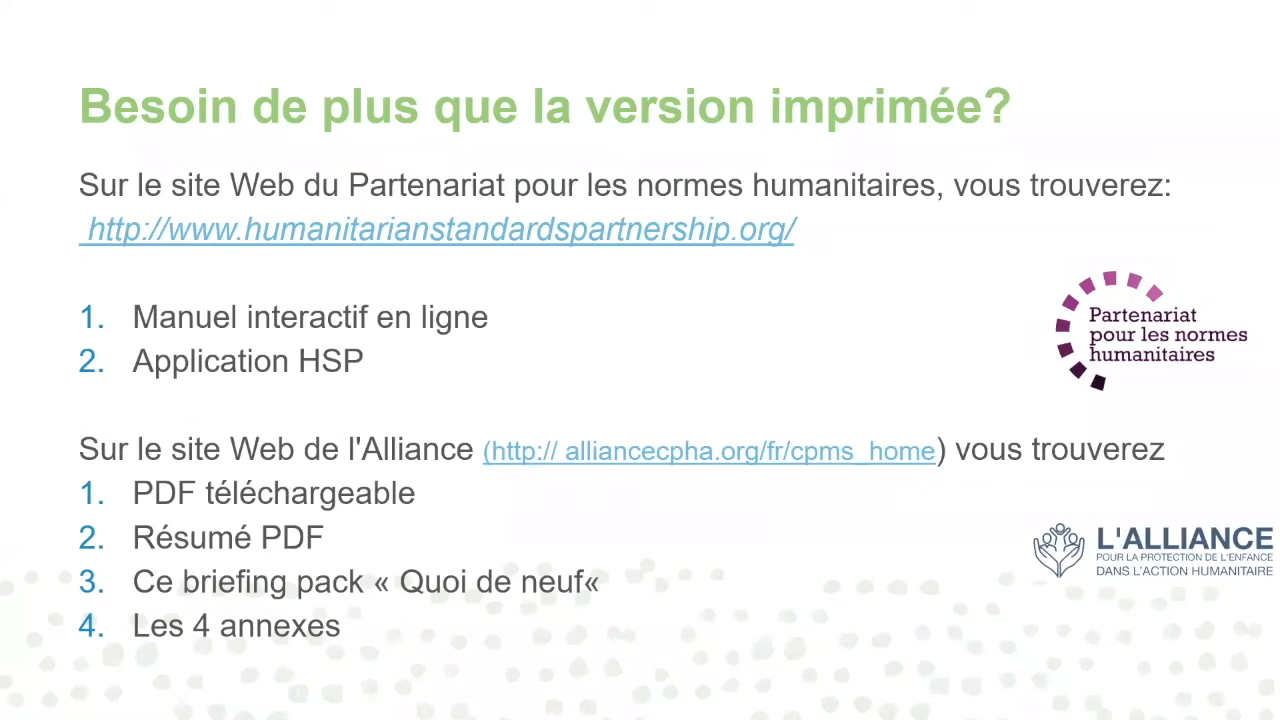 Besoin de plus que la version imprimée?
Sur le site Web du Partenariat pour les normes humanitaires, vous trouverez:
http://www.humanitarianstandardspartnership.org/
1. Manuel interactif en ligne
2. Application HSP
Partenariat
pour les normes
humanitaires
Sur le site Web de l'Alliance (http:// alliancecpha.org/fr/cpms_home) vous trouverez
1. PDF téléchargeable
2. Résumé PDF
3. Ce briefing pack « Quoi de neuf«
4. Les 4 annexes
L'ALLIANCE
POUR LA PROTECTION DE L'ENFANCE
DANS L'ACTION HUMANITAIRE